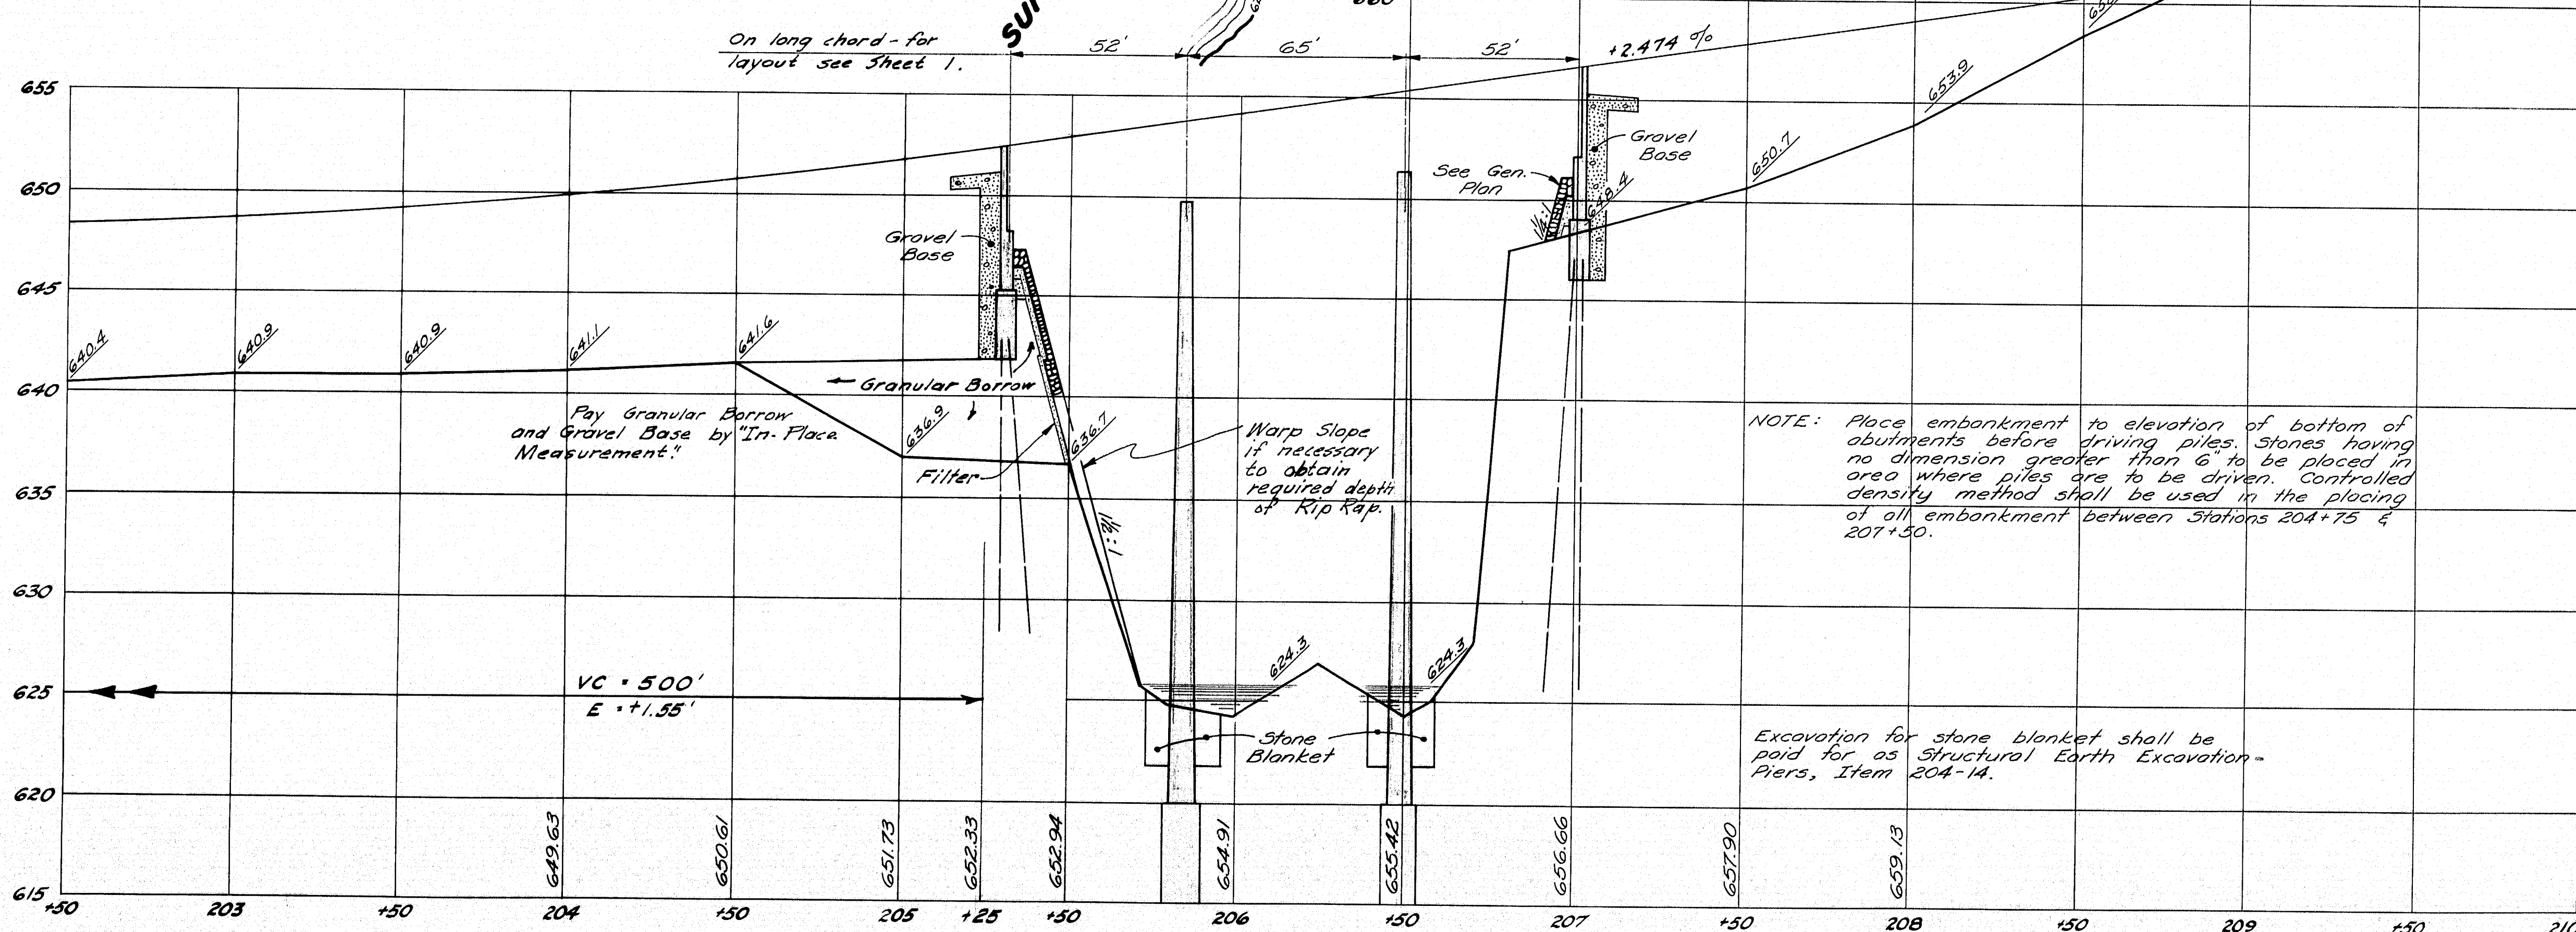 On long chord - for
layout see Sheet 1.
SUR
52'
65'
52'
+2.474 %
660
655
650
645
640
635
630
625
620
615
640.4
640.9
640.9
641.1
641.6
636.9
636.7
624.3
624.3
648.4
650.7
653.9
Gravel
Base
Gravel
Base
See Gen.
Plan
← Granular Borrow
Pay Granular Borrow
and Gravel Base by "In-Place
Measurement."
Filter
Warp Slope
if necessary
to obtain
required depth
of Rip Rap.
NOTE: Place embankment to elevation of bottom of
abutments before driving piles. Stones having
no dimension greater than 6" to be placed in
area where piles are to be driven. Controlled
density method shall be used in the placing
of all embankment between Stations 204+75 &
207+50.
VC = 500'
E = +1.55'
Stone
Blanket
Excavation for stone blanket shall be
paid for as Structural Earth Excavation-
Piers, Item 204-14.
649.63
650.61
651.73
652.33
652.94
654.91
655.42
656.66
657.90
659.13
+50
203
+50
204
+50
205
+25
+50
206
+50
207
+50
208
+50
209
+50
210